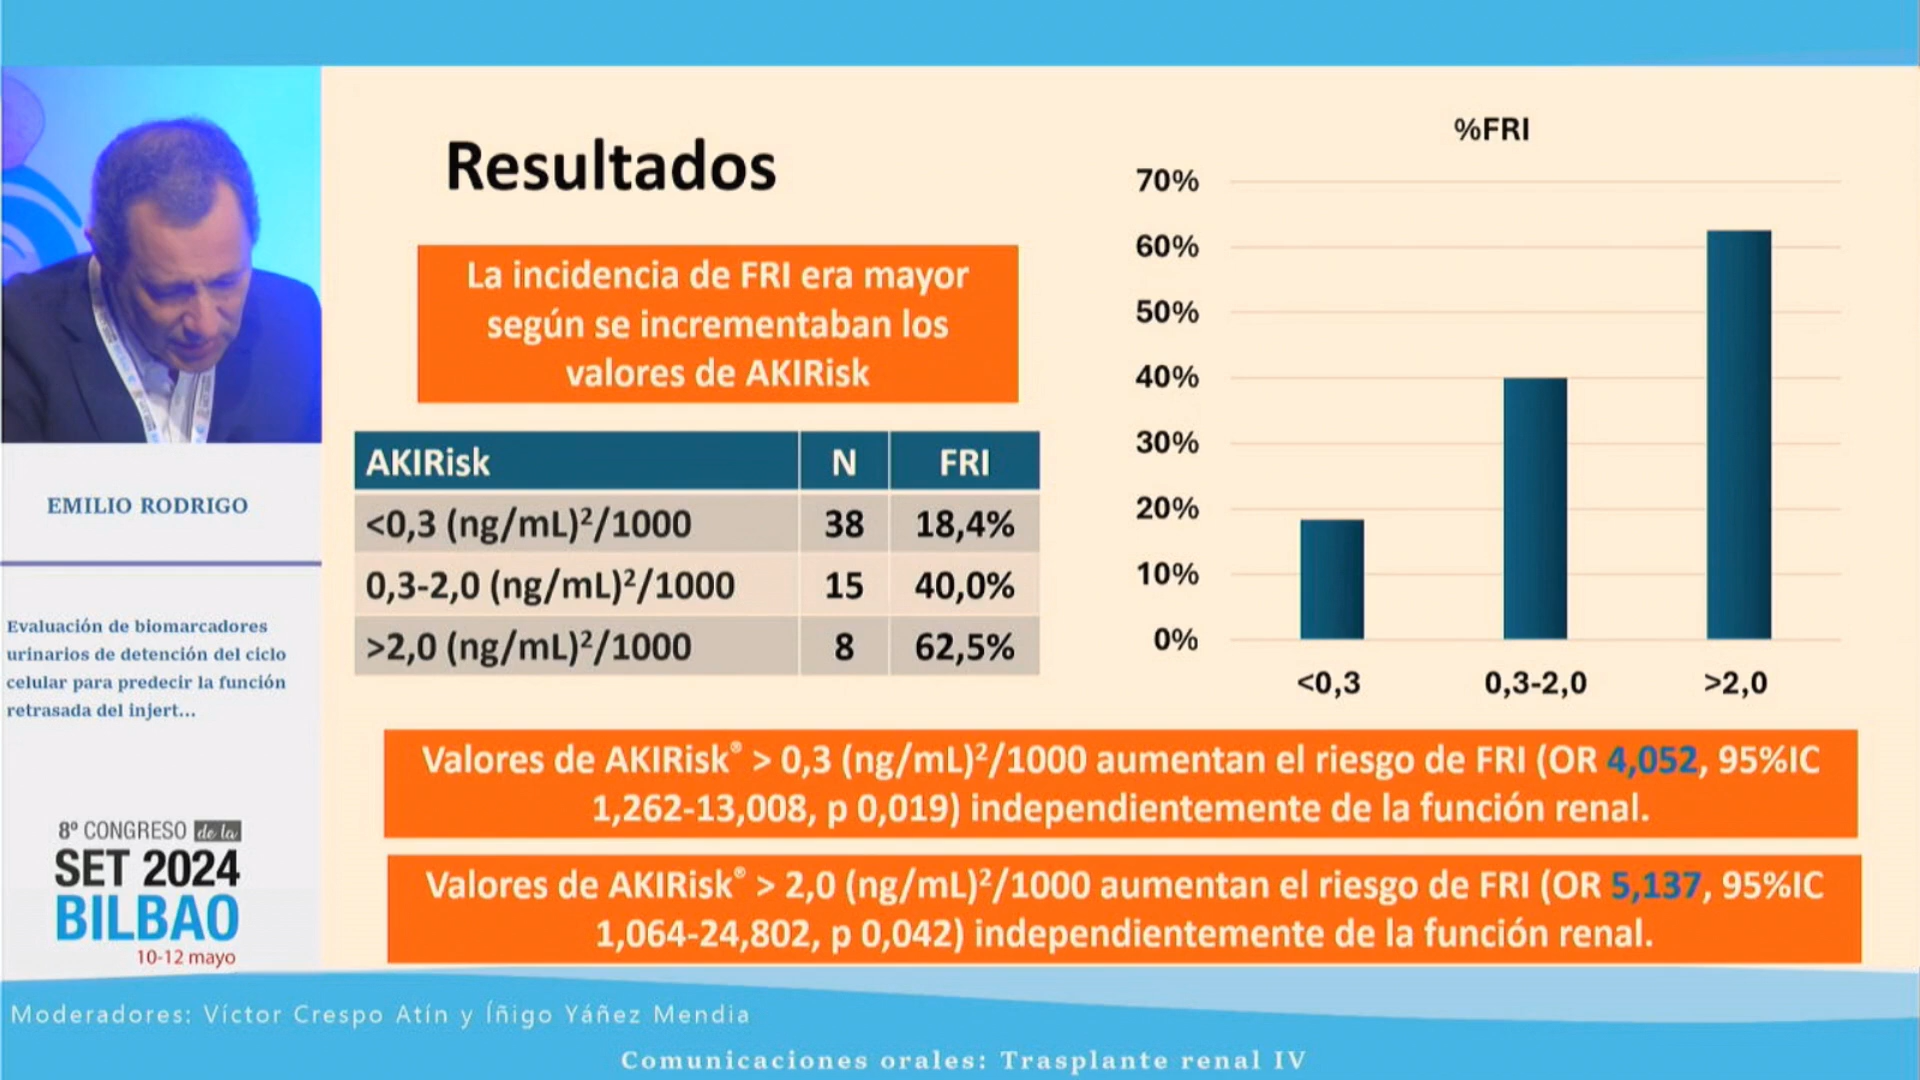 EMILIO RODRIGO
Evaluación de biomarcadores
urinarios de detención del ciclo
celular para predecir la función
retrasada del injert...
8º CONGRESO de la
SET 2024
BILBAO
10-12 mayo
Resultados
La incidencia de FRI era mayor
según se incrementaban los
valores de AKIRisk
AKIRisk N FRI
<0,3 (ng/mL)²/1000 38 18,4%
0,3-2,0 (ng/mL)²/1000 15 40,0%
>2,0 (ng/mL)²/1000 8 62,5%
%FRI
70%
60%
50%
40%
30%
20%
10%
0%
<0,3 0,3-2,0 >2,0
Valores de AKIRisk® > 0,3 (ng/mL)²/1000 aumentan el riesgo de FRI (OR 4,052, 95%IC
1,262-13,008, p 0,019) independientemente de la función renal.
Valores de AKIRisk® > 2,0 (ng/mL)²/1000 aumentan el riesgo de FRI (OR 5,137, 95%IC
1,064-24,802, p 0,042) independientemente de la función renal.
Moderadores: Víctor Crespo Atín y Íñigo Yáñez Mendia
Comunicaciones orales: Trasplante renal IV